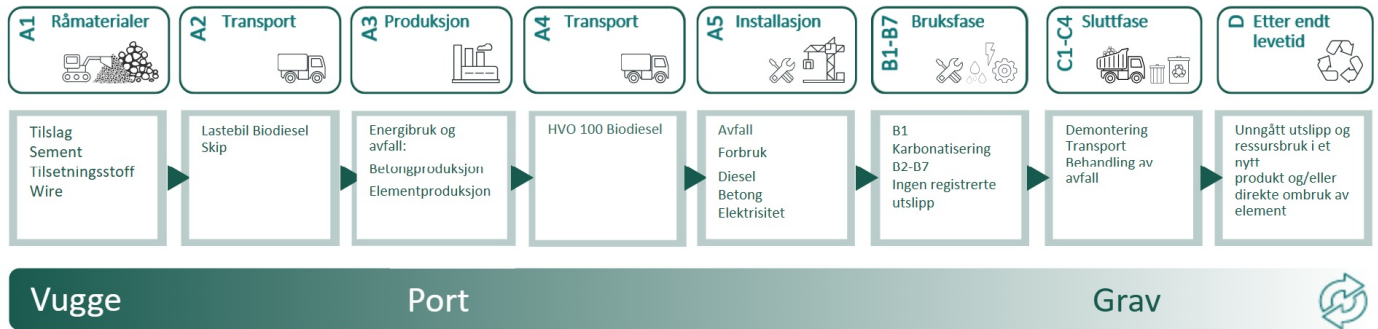 A1 Råmaterialer
A2 Transport
A3 Produksjon
A4 Transport
A5 Installasjon
B1-B7 Bruksfase
C1-C4 Sluttfase
D Etter endt
levetid
Tilslag
Sement
Tilsetningsstoff
Wire
Lastebil Biodiesel
Skip
Energibruk og
avfall:
Betongproduksjon
Elementproduksjon
HVO 100 Biodiesel
Avfall
Forbruk
Diesel
Betong
Elektrisitet
B1
Karbonatisering
B2-B7
Ingen registrerte
utslipp
Demontering
Transport
Behandling av
avfall
Unngått utslipp og
ressursbruk i et
nytt
produkt og/eller
direkte ombruk av
element
Vugge
Port
Grav